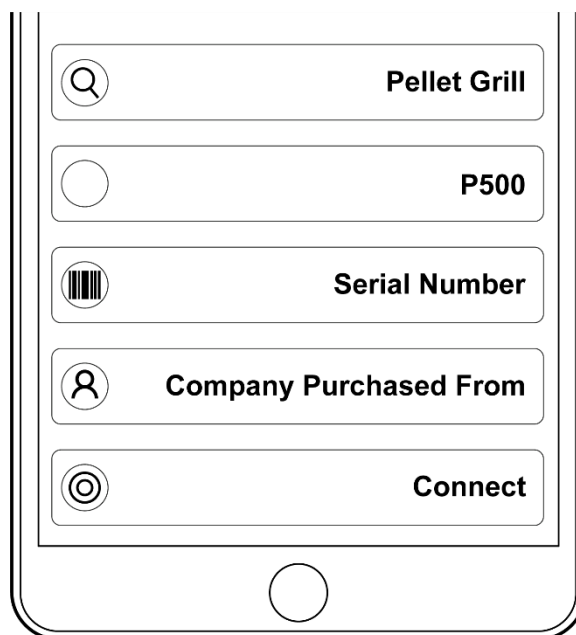 Pellet Grill
P500
Serial Number
Company Purchased From
Connect